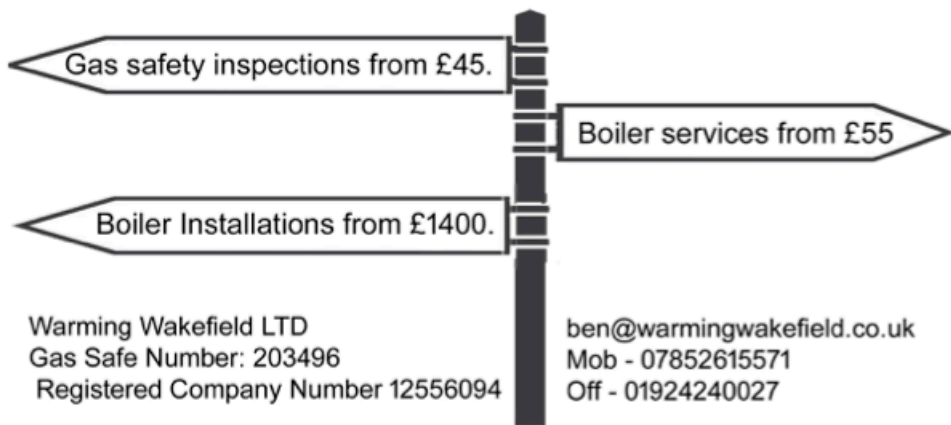 Gas safety inspections from £45.
Boiler services from £55
Boiler Installations from £1400.
Warming Wakefield LTD
Gas Safe Number: 203496
Registered Company Number 12556094
ben@warmingwakefield.co.uk
Mob - 07852615571
Off - 01924240027